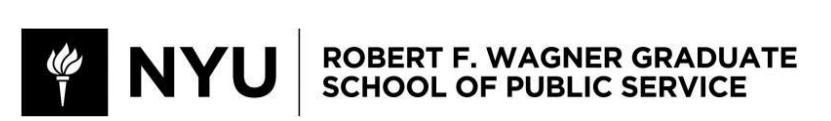 NYU
ROBERT F. WAGNER GRADUATE
SCHOOL OF PUBLIC SERVICE